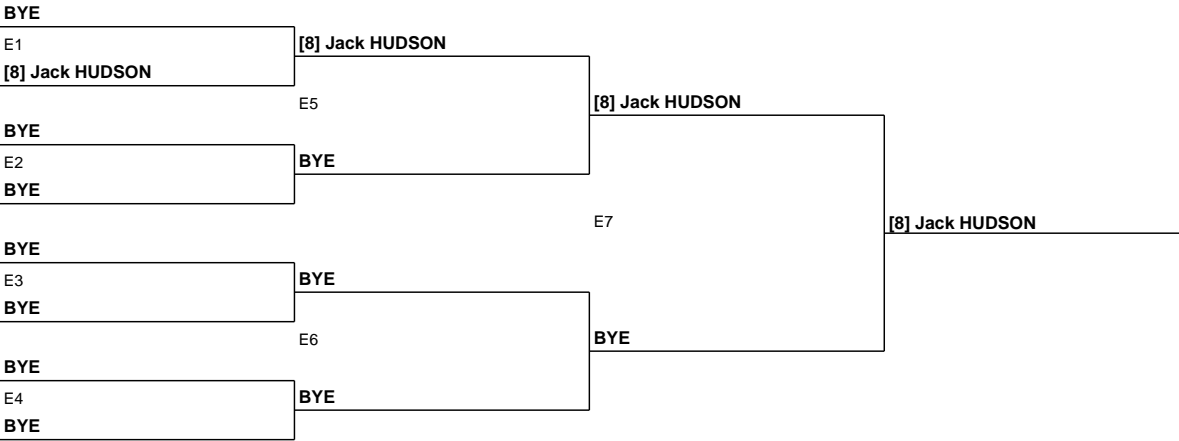 BYE
E1
[8] Jack HUDSON
[8] Jack HUDSON
E5
[8] Jack HUDSON
BYE
E2
BYE
BYE
E7
[8] Jack HUDSON
BYE
E3
BYE
BYE
E6
BYE
BYE
E4
BYE
BYE